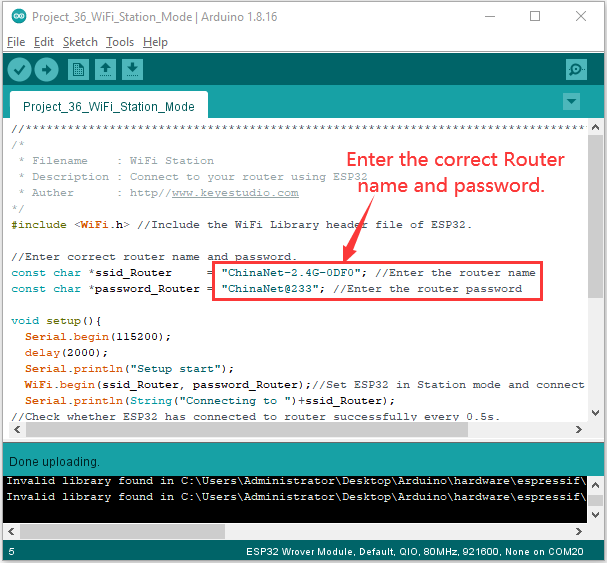 Project_36_WiFi_Station_Mode | Arduino 1.8.16
File Edit Sketch Tools Help
Project_36_WiFi_Station_Mode
//*******************************************************************************
/*
* Filename : WiFi Station
* Description : Connect to your router using ESP32
* Auther : http//www.keyestudio.com
*/
Enter the correct Router
name and password.
#include <WiFi.h> //Include the WiFi Library header file of ESP32.
//Enter correct router name and password.
const char *ssid_Router = "ChinaNet-2.4G-0DF0"; //Enter the router name
const char *password_Router = "ChinaNet@233"; //Enter the router password
void setup(){
Serial.begin(115200);
delay(2000);
Serial.println("Setup start");
WiFi.begin(ssid_Router, password_Router);//Set ESP32 in Station mode and connect
Serial.println(String("Connecting to ")+ssid_Router);
//Check whether ESP32 has connected to router successfully every 0.5s.
Done uploading.
Invalid library found in C:\Users\Administrator\Desktop\Arduino\hardware\espressif\
Invalid library found in C:\Users\Administrator\Desktop\Arduino\hardware\espressif\
5 ESP32 Wrover Module, Default, QIO, 80MHz, 921600, None on COM20